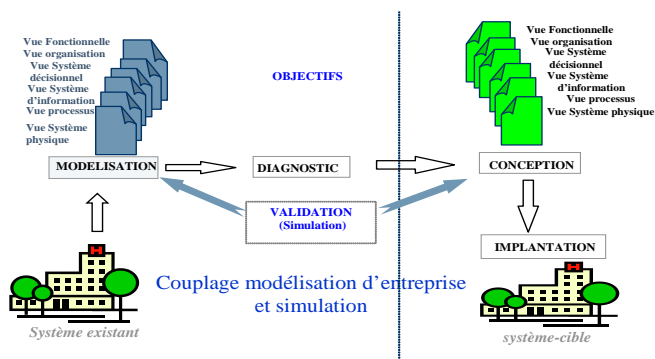 Vue Fonctionnelle
Vue organisation
Vue Système
décisionnel
Vue Système
d'information
Vue processus
Vue Système
physique
OBJECTIFS
Vue Fonctionnelle
Vue organisation
Vue Système
décisionnel
Vue Système
d'information
Vue processus
Vue Système physique
MODELISATION
DIAGNOSTIC
CONCEPTION
VALIDATION
(Simulation)
IMPLANTATION
H
H
Couplage modélisation d'entreprise
et simulation
Système existant
système-cible